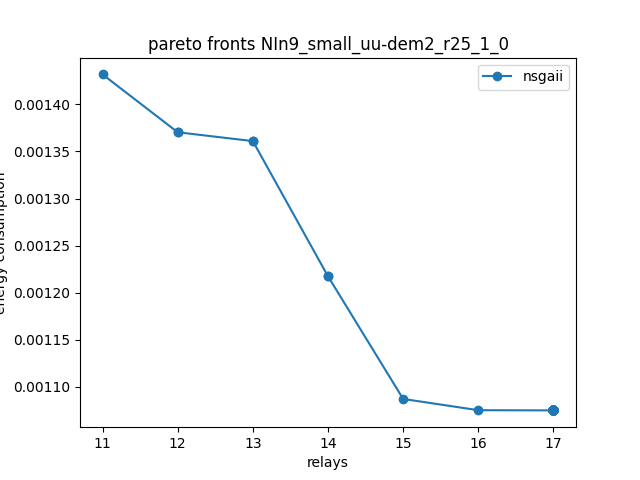 pareto fronts NIn9_small_uu-dem2_r25_1_0
nsgaii
0.00140
0.00135
0.00130
0.00125
0.00120
0.00115
0.00110
energy consumption
11 12 13 14 15 16 17
relays